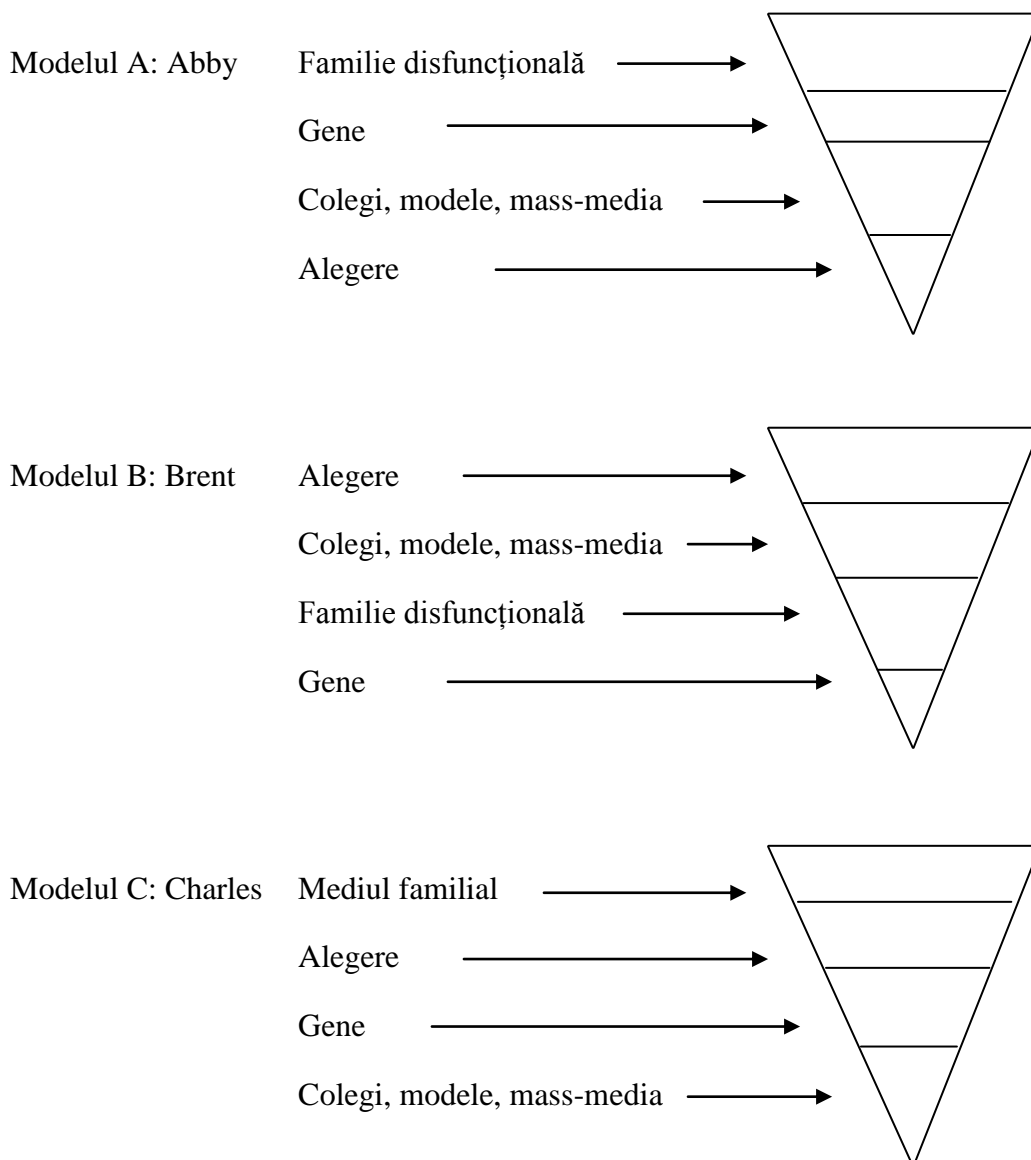 Modelul A: Abby Familie disfuncțională
Gene
Colegi, modele, mass-media
Alegere
Modelul B: Brent Alegere
Colegi, modele, mass-media
Familie disfuncțională
Gene
Modelul C: Charles Mediul familial
Alegere
Gene
Colegi, modele, mass-media